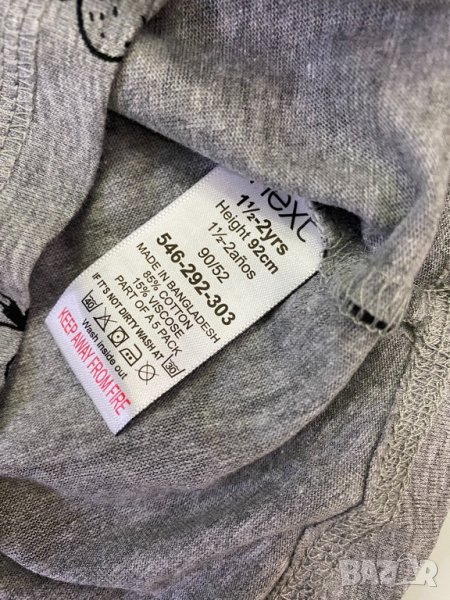 next
1½-2yrs
Height 92cm
1½-2años
90/52
546-292-303
MADE IN BANGLADESH
85% COTTON
15% VISCOSE
PART OF A 5 PACK
IF IT'S NOT DIRTY WASH AT
30
40
Wash inside out
KEEP AWAY FROM FIRE
BAZAR